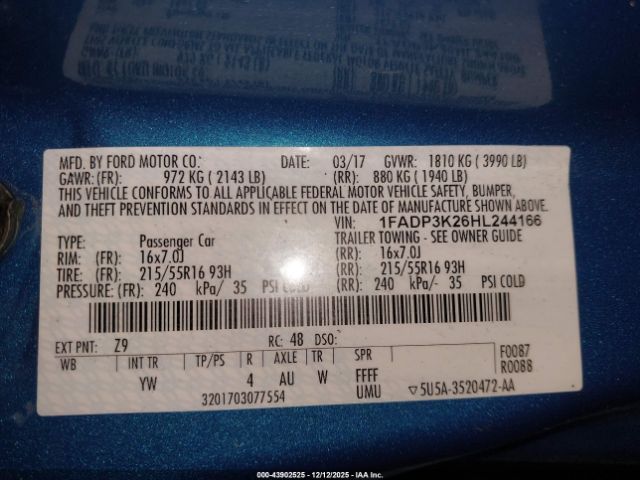 MFD. BY FORD MOTOR CO. DATE: 03/17 GVWR: 1810 KG ( 3990 LB)
GAWR: (FR): 972 KG ( 2143 LB) (RR): 880 KG ( 1940 LB)
THIS VEHICLE CONFORMS TO ALL APPLICABLE FEDERAL MOTOR VEHICLE SAFETY, BUMPER,
AND THEFT PREVENTION STANDARDS IN EFFECT ON THE DATE OF MANUFACTURE SHOWN ABOVE.
VIN: 1FADP3K26HL244166
TYPE: Passenger Car TRAILER TOWING - SEE OWNER GUIDE
RIM: (FR): 16x7.0J (RR): 16x7.0J
TIRE: (FR): 215/55R16 93H (RR): 215/55R16 93H
PRESSURE: (FR): 240 kPa/ 35 PSI COLD (RR): 240 kPa/ 35 PSI COLD
EXT PNT: Z9 RC: 48 DSO: F0087
WB INT TR TP/PS R AXLE TR SPR R0088
YW 4 AU W FFFF
3201703077554 UMU ▽5U5A-3520472-AA
000-43902525 - 12/12/2025 - IAA Inc.